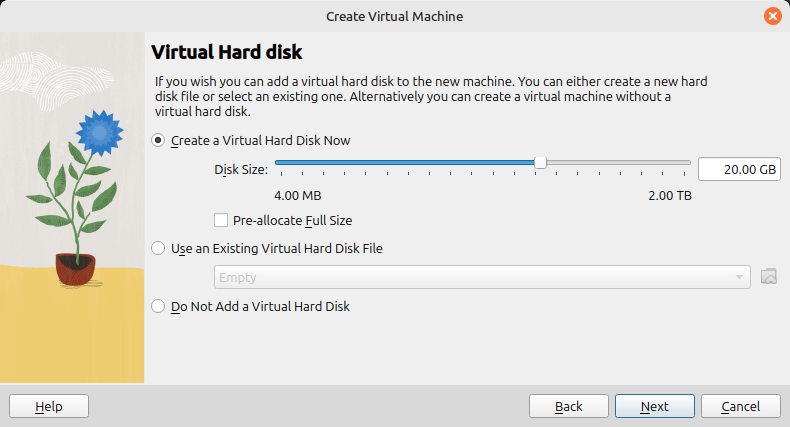 Create Virtual Machine
Virtual Hard disk
If you wish you can add a virtual hard disk to the new machine. You can either create a new hard
disk file or select an existing one. Alternatively you can create a virtual machine without a
virtual hard disk.
Create a Virtual Hard Disk Now
Disk Size:
20.00 GB
4.00 MB
2.00 TB
Pre-allocate Full Size
Use an Existing Virtual Hard Disk File
Empty
Do Not Add a Virtual Hard Disk
Help
Back
Next
Cancel